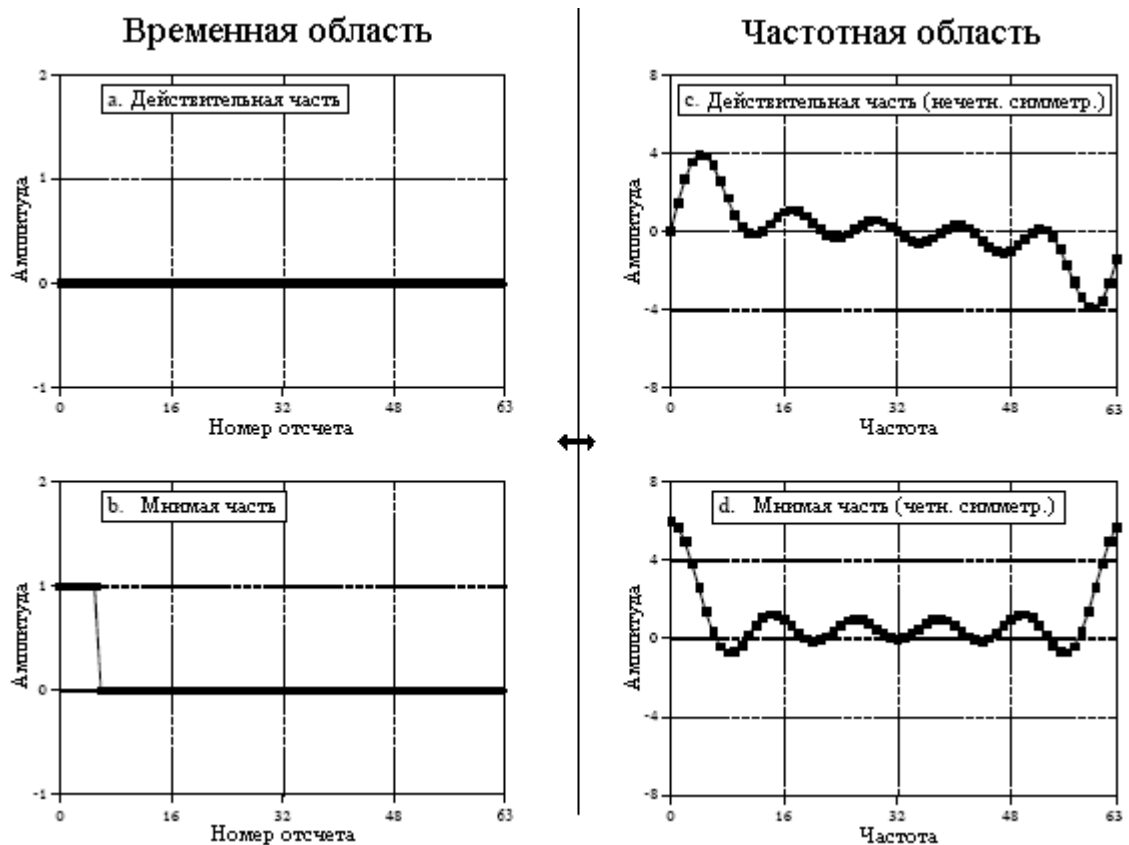 Временная область
Частотная область
a. Действительная часть
2
1
0
-1
Амплитуда
0 16 32 48 63
Номер отсчета
c. Действительная часть (нечетн. симметр.)
8
4
0
-4
-8
Амплитуда
0 16 32 48 63
Частота
b. Мнимая часть
2
1
0
-1
Амплитуда
0 16 32 48 63
Номер отсчета
d. Мнимая часть (четн. симметр.)
8
4
0
-4
-8
Амплитуда
0 16 32 48 63
Частота